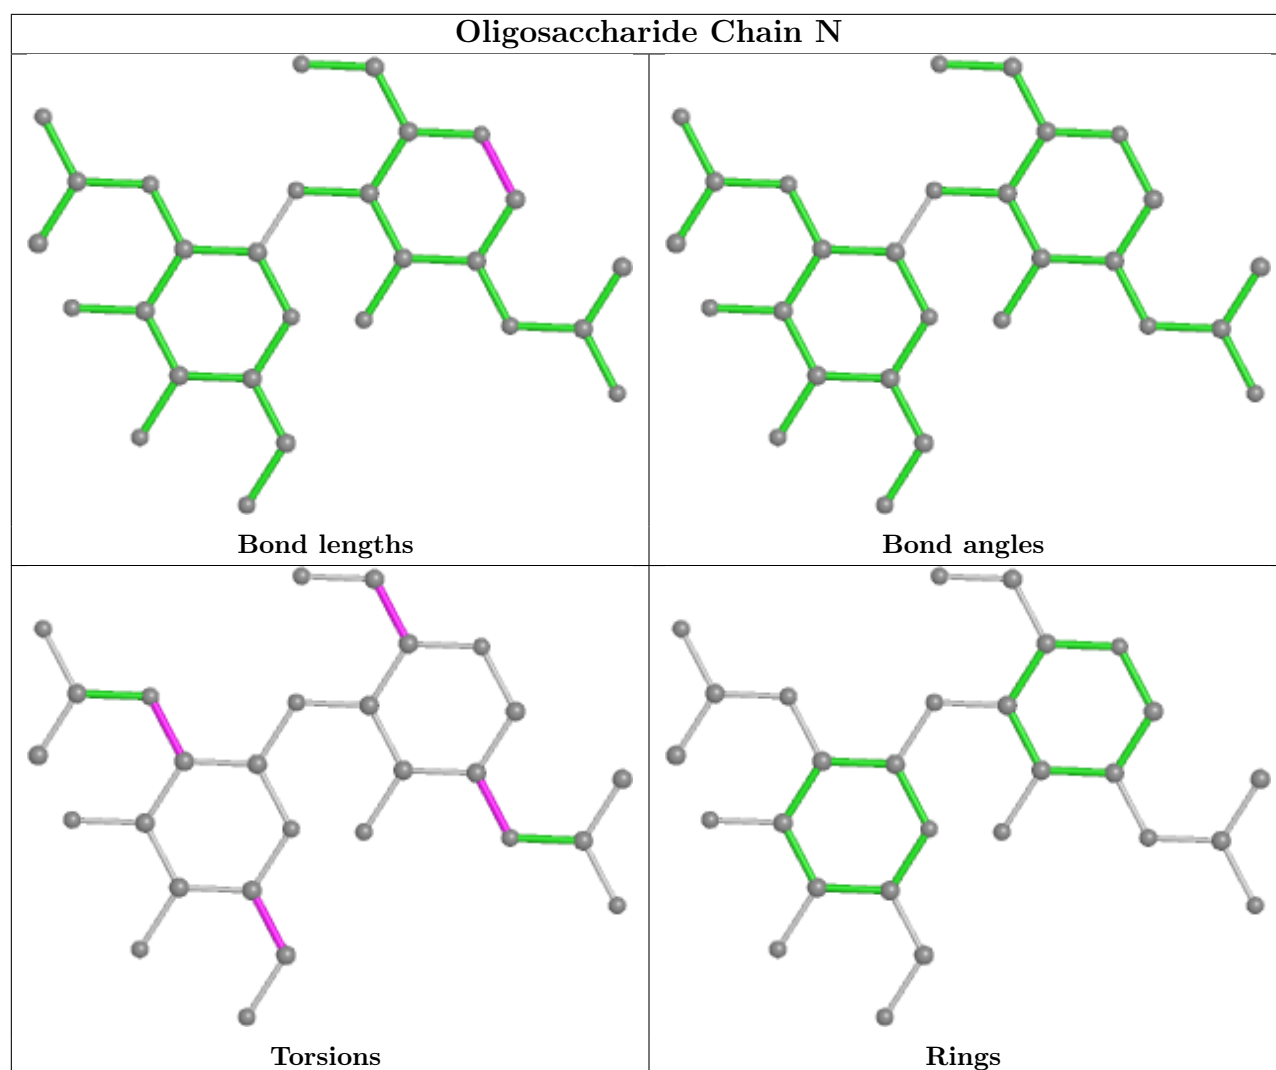 Oligosaccharide Chain N
Bond lengths
Bond angles
Torsions
Rings